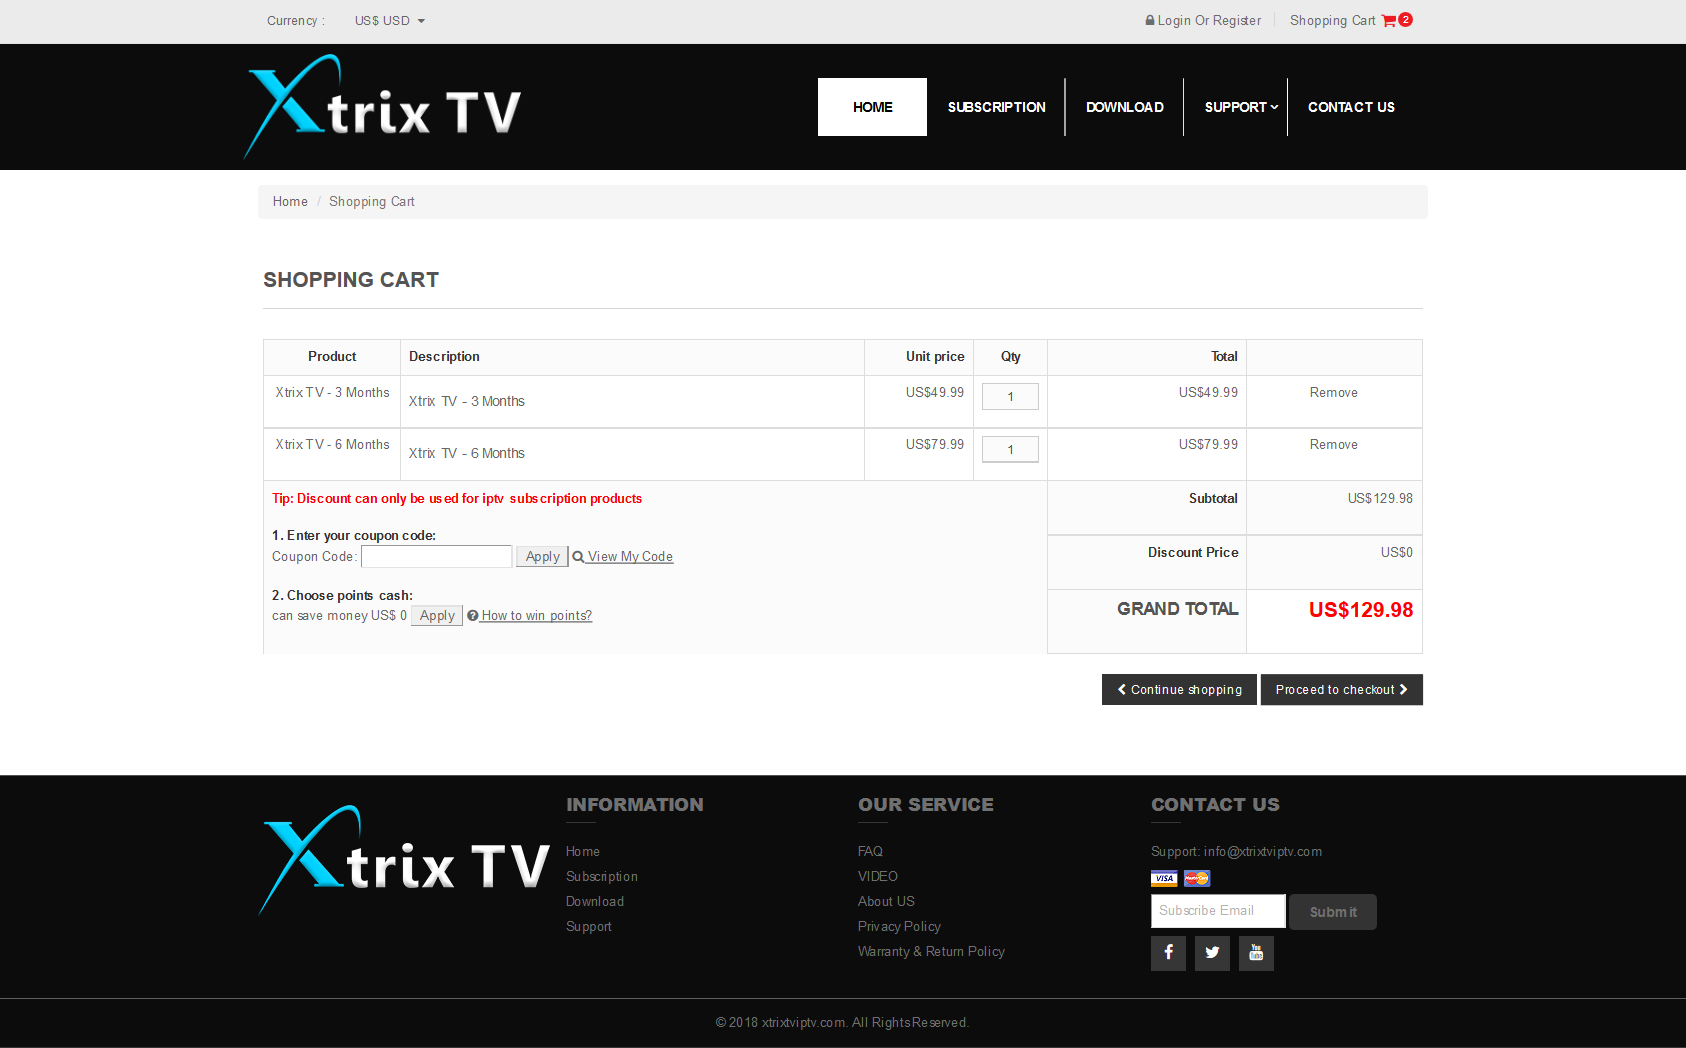 Currency : US$ USD
Login Or Register Shopping Cart 2
Xtrix TV
HOME SUBSCRIPTION DOWNLOAD SUPPORT CONTACT US
Home / Shopping Cart
SHOPPING CART
Product Description Unit price Qty Total
Xtrix TV - 3 Months Xtrix TV - 3 Months US$49.99 1 US$49.99 Remove
Xtrix TV - 6 Months Xtrix TV - 6 Months US$79.99 1 US$79.99 Remove
Tip: Discount can only be used for iptv subscription products
1. Enter your coupon code:
Coupon Code: Apply View My Code
2. Choose points cash:
can save money US$ 0 Apply How to win points?
Subtotal US$129.98
Discount Price US$0
GRAND TOTAL US$129.98
Continue shopping Proceed to checkout
Xtrix TV
INFORMATION
Home
Subscription
Download
Support
OUR SERVICE
FAQ
VIDEO
About US
Privacy Policy
Warranty & Return Policy
CONTACT US
Support: info@xtrixtviptv.com
VISA MasterCard
Subscribe Email Submit
You Tube
© 2018 xtrixtviptv.com. All Rights Reserved.